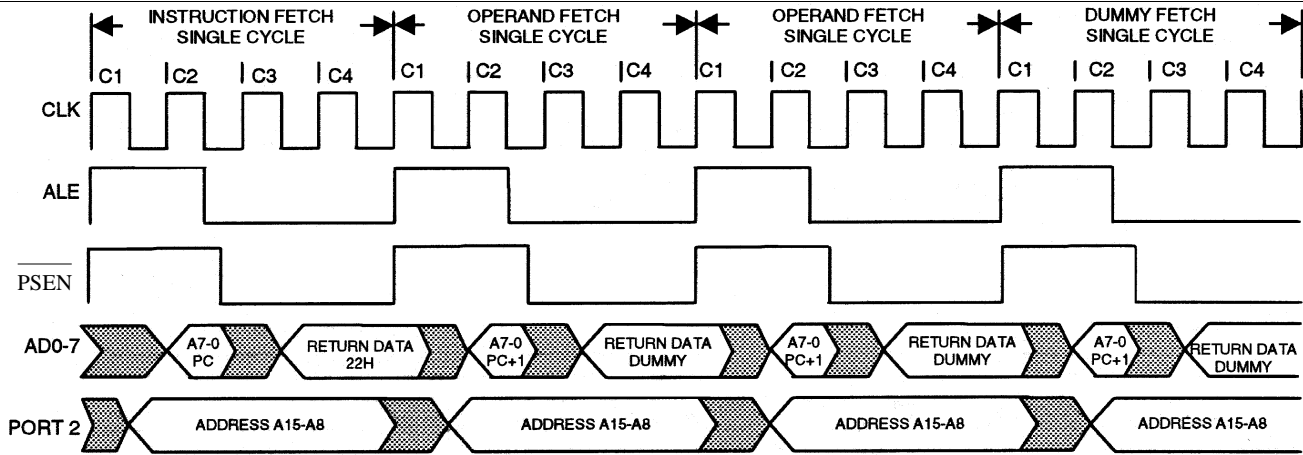 INSTRUCTION FETCH
SINGLE CYCLE
OPERAND FETCH
SINGLE CYCLE
OPERAND FETCH
SINGLE CYCLE
DUMMY FETCH
SINGLE CYCLE
C1 C2 C3 C4 C1 C2 C3 C4 C1 C2 C3 C4 C1 C2 C3 C4
CLK
ALE
PSEN
AD0-7
A7-0
PC
RETURN DATA
22H
A7-0
PC+1
RETURN DATA
DUMMY
A7-0
PC+1
RETURN DATA
DUMMY
A7-0
PC+1
RETURN DATA
DUMMY
PORT 2
ADDRESS A15-A8
ADDRESS A15-A8
ADDRESS A15-A8
ADDRESS A15-A8